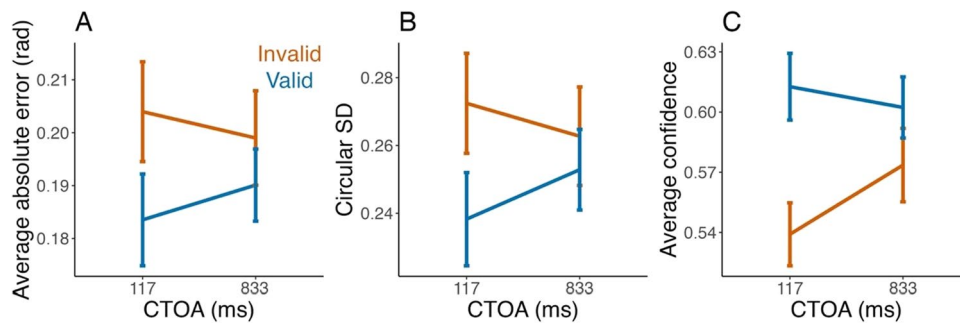 A
Average absolute error (rad)
0.21
0.20
0.19
0.18
Invalid
Valid
117
833
CTOA (ms)
B
Circular SD
0.28
0.26
0.24
117
833
CTOA (ms)
C
Average confidence
0.63
0.60
0.57
0.54
117
833
CTOA (ms)